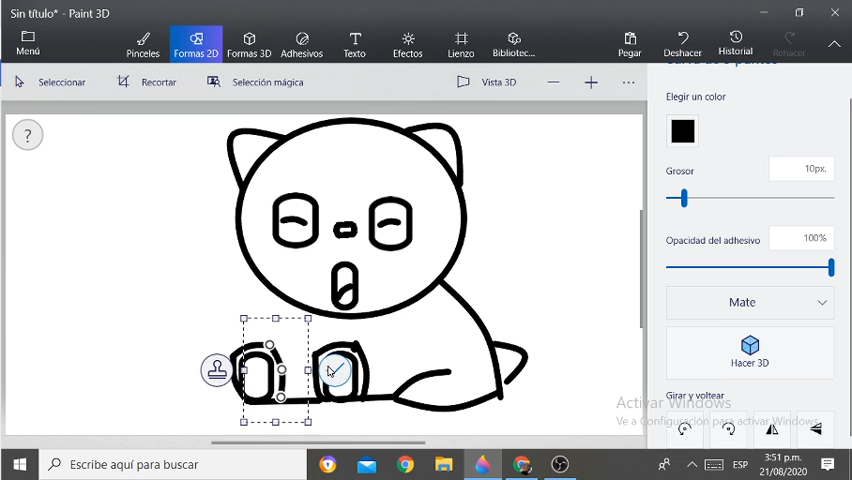 Sin título* - Paint 3D
Menú
Pinceles
Formas 2D
Formas 3D
Adhesivos
Texto
Efectos
Lienzo
Bibliotec...
Pegar
Deshacer
Historial
Rehacer
Seleccionar
Recortar
Selección mágica
Vista 3D
?
Elegir un color
Grosor
10px.
Opacidad del adhesivo
100%
Mate
Hacer 3D
Girar y voltear
Activar Windows
Ve a Configuración para activar Windows.
Escribe aquí para buscar
ESP
3:51 p.m.
21/08/2020